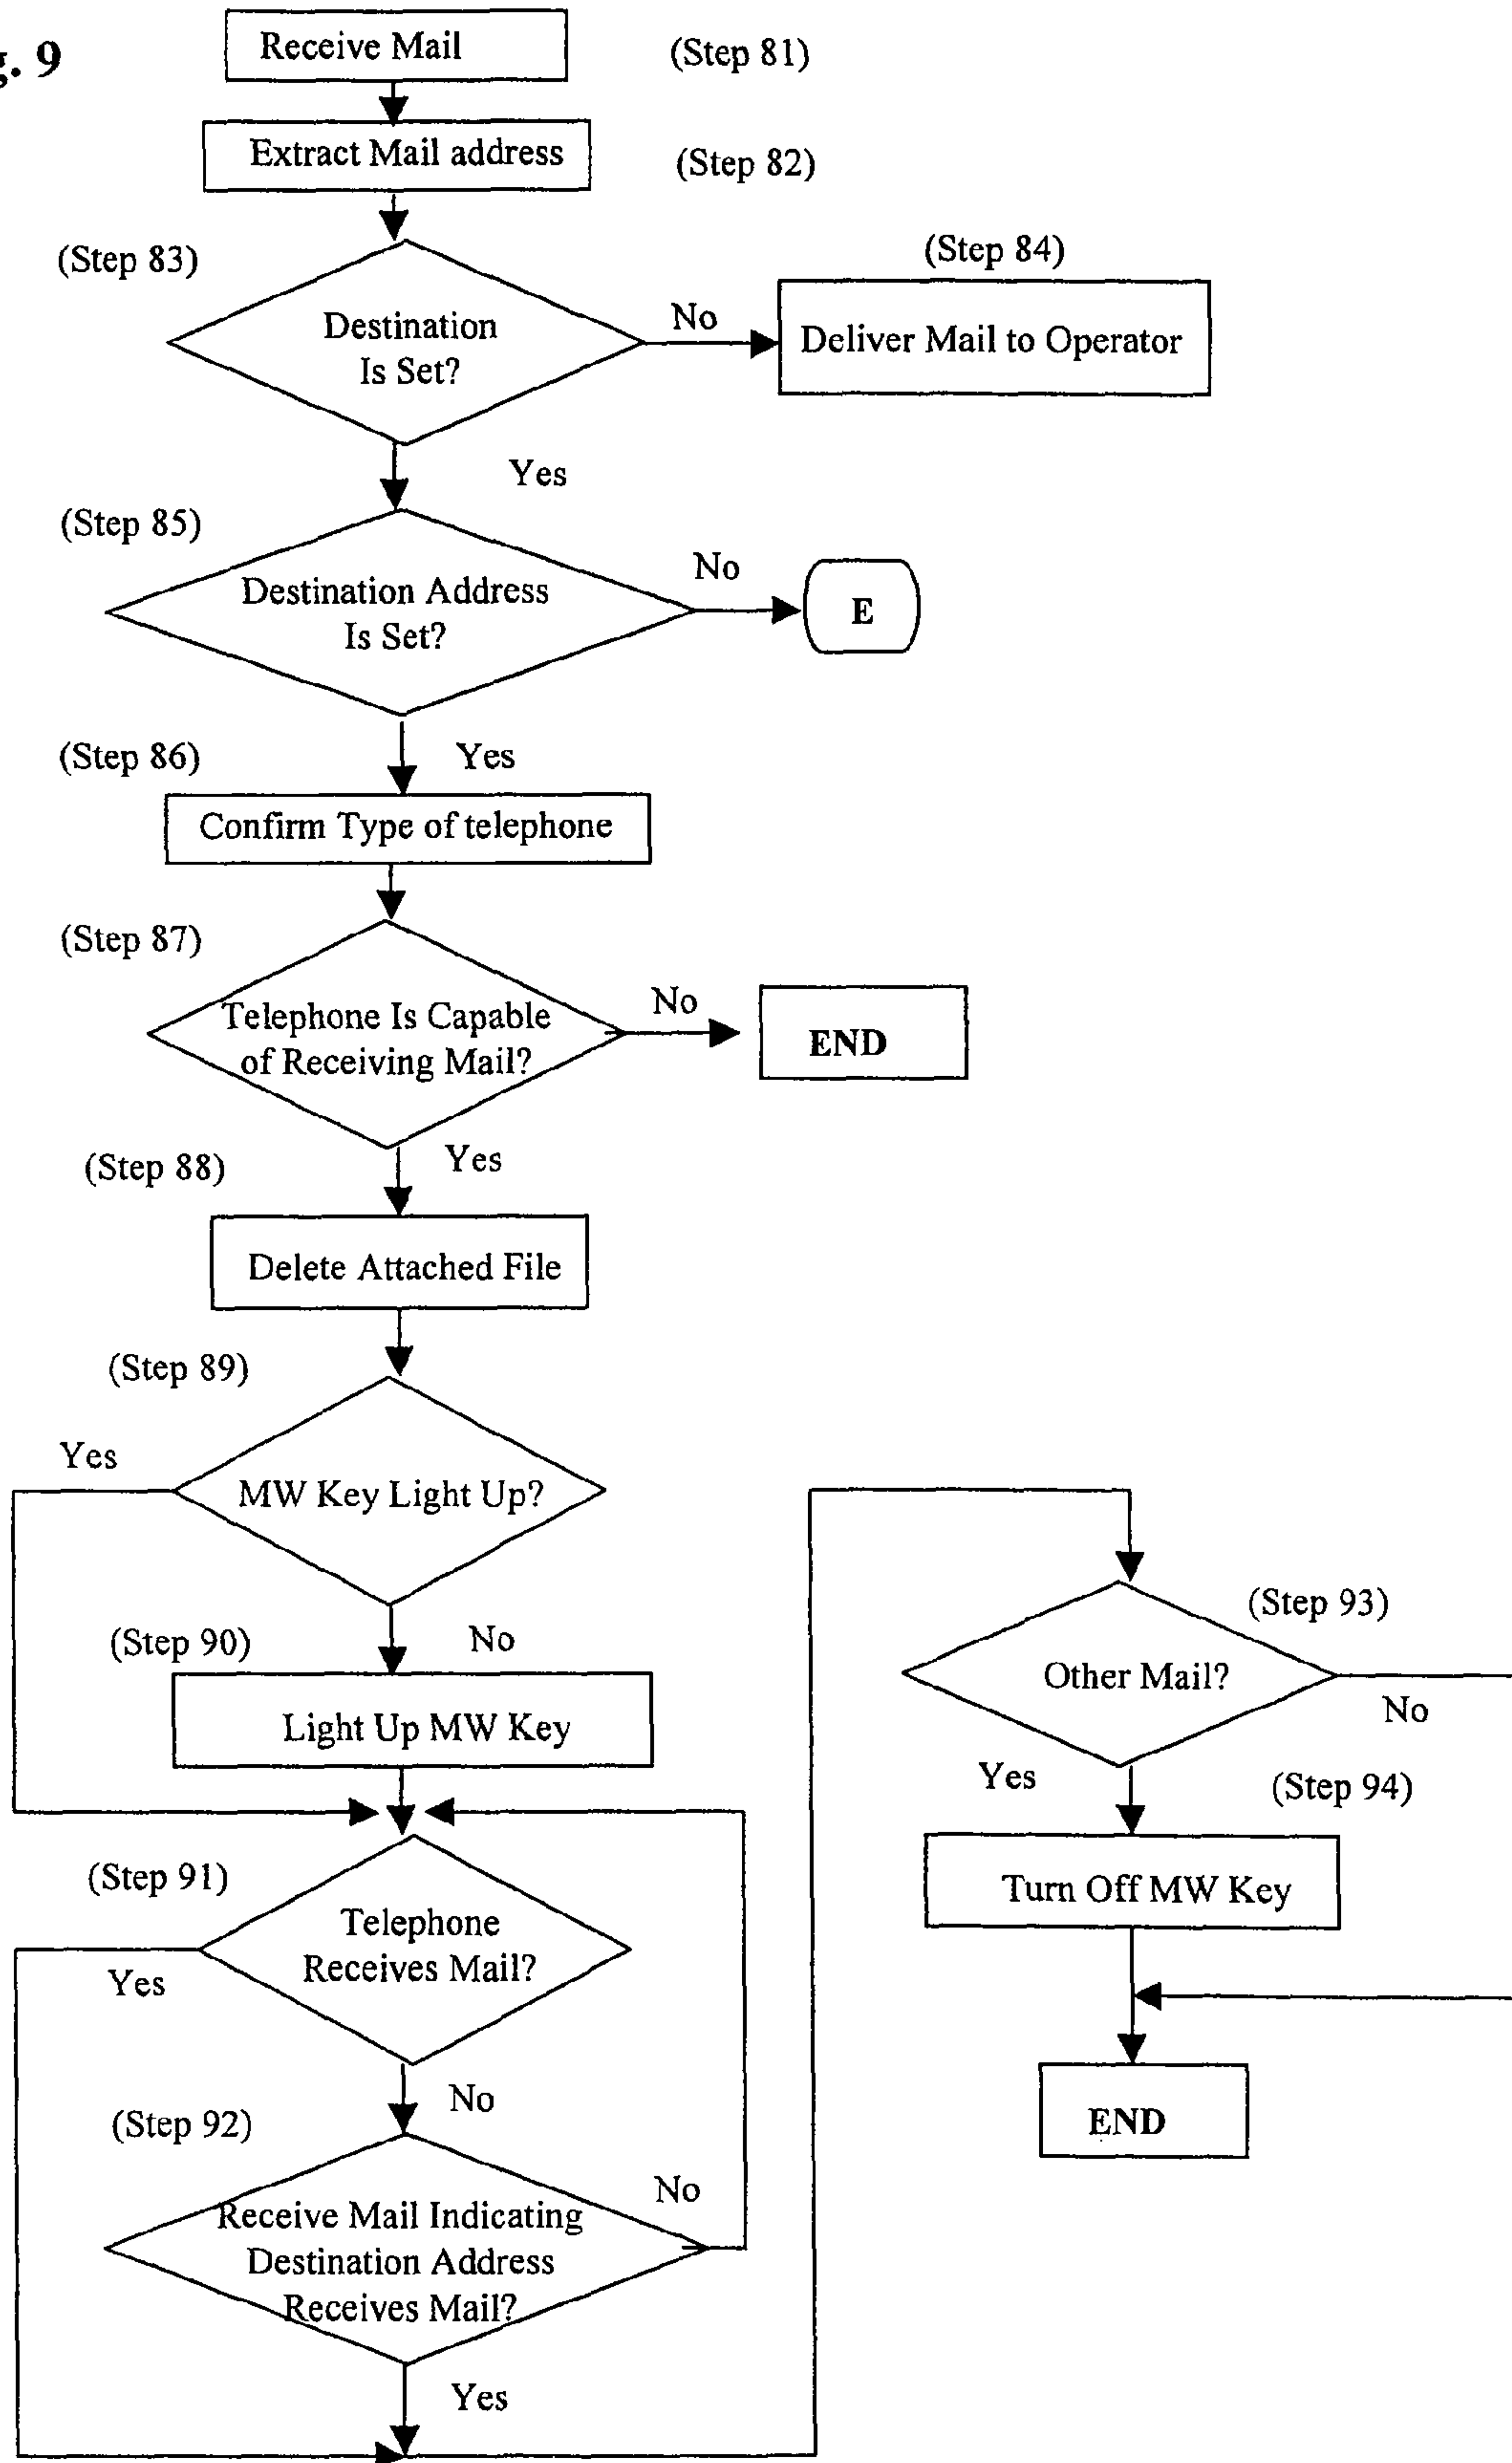 g. 9
Receive Mail
(Step 81)
Extract Mail address
(Step 82)
(Step 83)
Destination
Is Set?
No
(Step 84)
Deliver Mail to Operator
Yes
(Step 85)
Destination Address
Is Set?
No
E
(Step 86)
Yes
Confirm Type of telephone
(Step 87)
Telephone Is Capable
of Receiving Mail?
No
END
(Step 88)
Yes
Delete Attached File
(Step 89)
Yes
MW Key Light Up?
(Step 90)
No
Light Up MW Key
(Step 91)
Telephone
Receives Mail?
Yes
No
(Step 92)
Receive Mail Indicating
Destination Address
Receives Mail?
No
Yes
(Step 93)
Other Mail?
No
Yes
(Step 94)
Turn Off MW Key
END